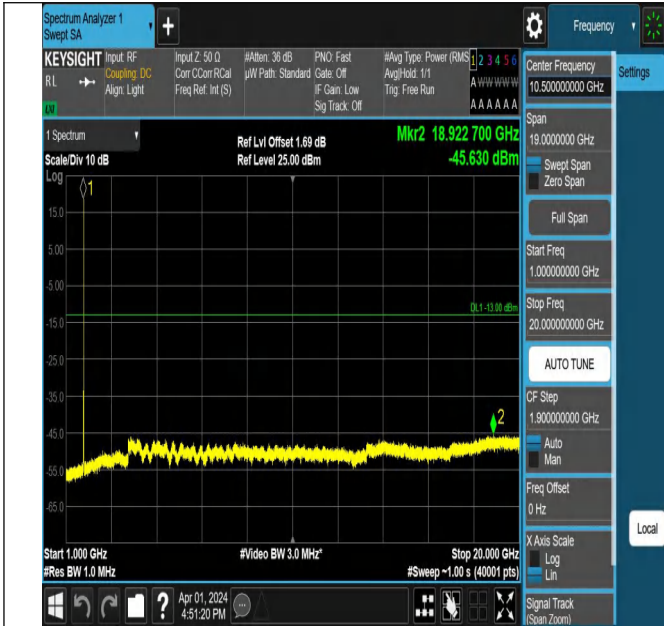 Spectrum Analyzer 1
Swept SA
+
Frequency
KEYSIGHT
RL
LXI
Input: RF
Coupling: DC
Align: Light
Input Z: 50 Ω
Corr CCorr RCal
Freq Ref: Int (S)
#Atten: 36 dB
µW Path: Standard
PNO: Fast
Gate: Off
IF Gain: Low
Sig Track: Off
#Avg Type: Power (RMS
Avg|Hold: 1/1
Trig: Free Run
1 2 3 4 5 6
A W W W W W
A A A A A A
1 Spectrum
Scale/Div 10 dB
Log
Ref Lvl Offset 1.69 dB
Ref Level 25.00 dBm
Mkr2 18.922 700 GHz
-45.630 dBm
1
15.0
5.00
-5.00
DL1 -13.00 dBm
-15.0
-25.0
-35.0
-45.0
2
-55.0
-65.0
Start 1.000 GHz
#Video BW 3.0 MHz*
Stop 20.000 GHz
#Res BW 1.0 MHz
#Sweep ~1.00 s (40001 pts)
?
Apr 01, 2024
4:51:20 PM
Center Frequency
10.500000000 GHz
Settings
Span
19.0000000 GHz
Swept Span
Zero Span
Full Span
Start Freq
1.000000000 GHz
Stop Freq
20.000000000 GHz
AUTO TUNE
CF Step
1.900000000 GHz
Auto
Man
Freq Offset
0 Hz
X Axis Scale
Log
Lin
Local
Signal Track
(Span Zoom)